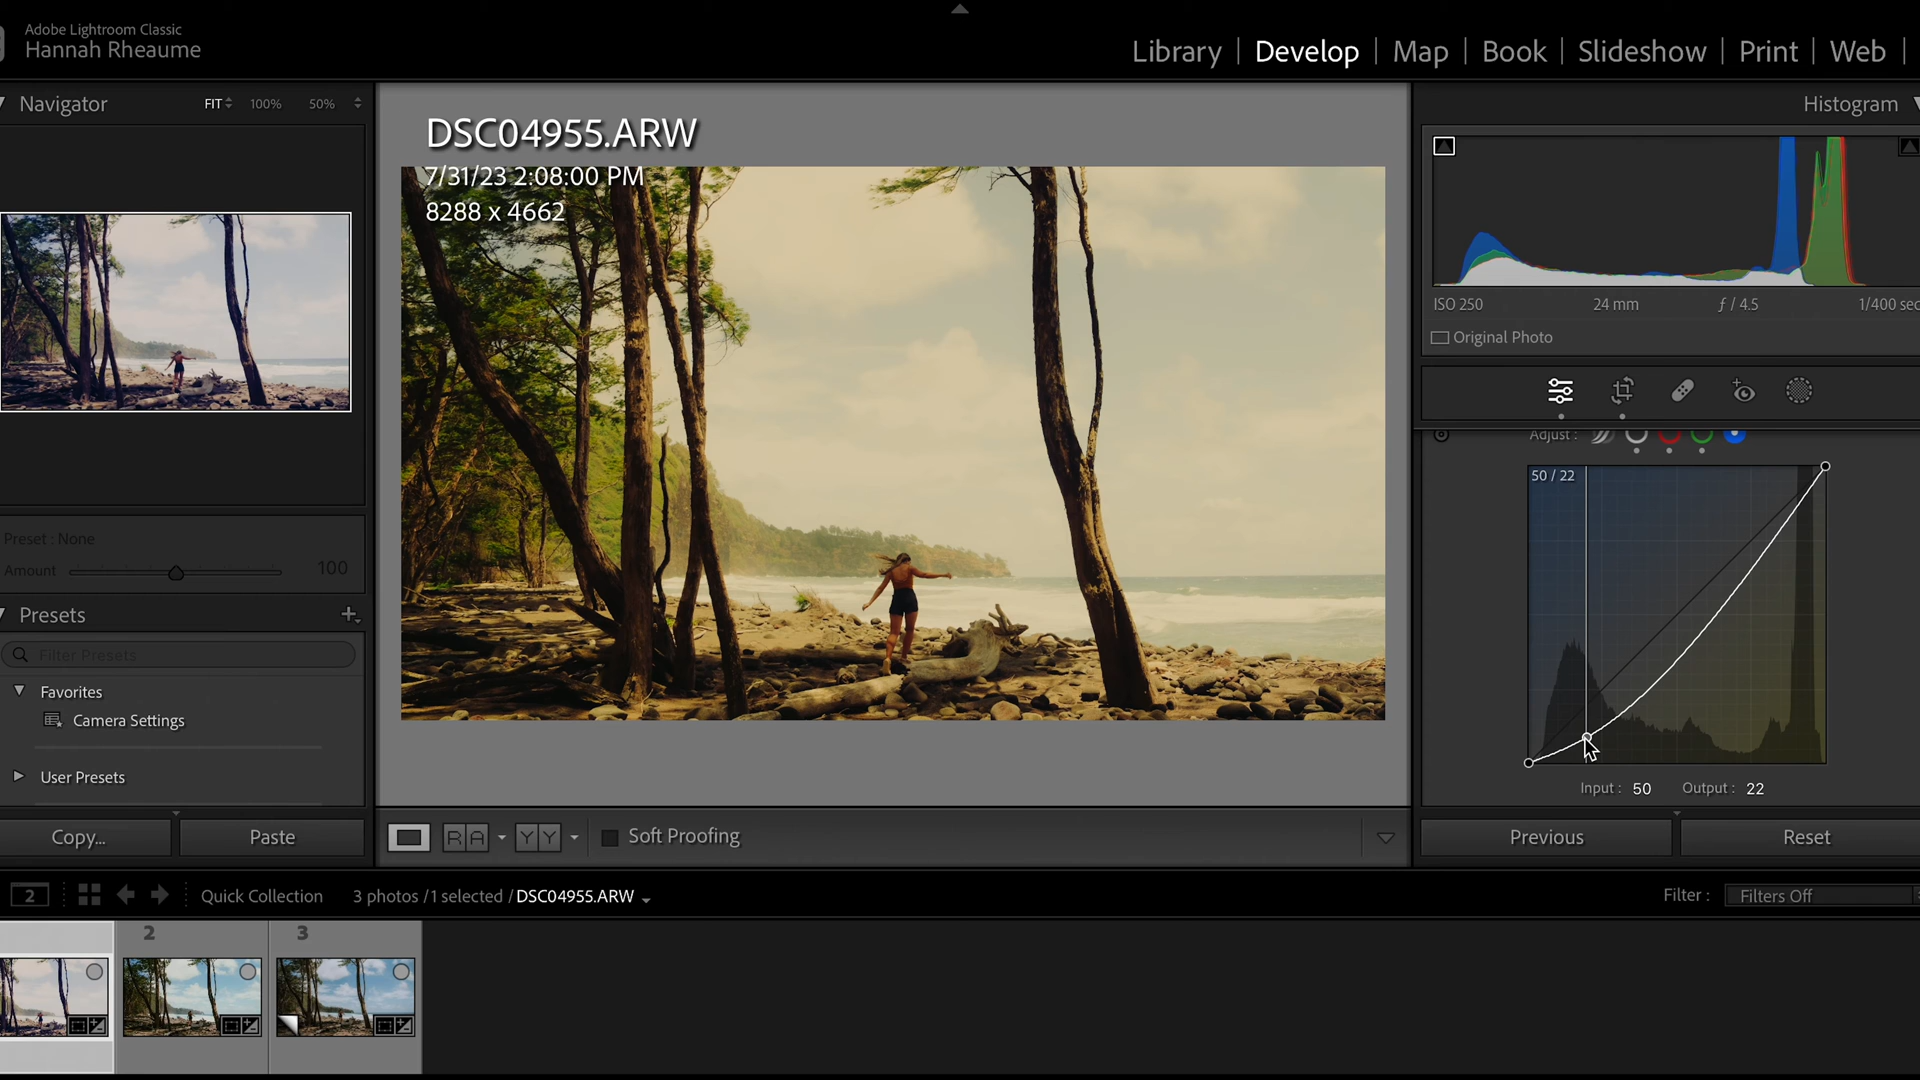 Adobe Lightroom Classic
Hannah Rheaume
Library | Develop | Map | Book | Slideshow | Print | Web |
Navigator FIT 100% 50%
Histogram
DSC04955.ARW
7/31/23 2:08:00 PM
8288 x 4662
ISO 250 24 mm ƒ / 4.5 1/400 sec
Original Photo
Adjust :
50 / 22
Input : 50 Output : 22
Preset : None
Amount 100
Presets
Filter Presets
Favorites
Camera Settings
User Presets
Copy... Paste
R A Y Y Soft Proofing
Previous Reset
2 Quick Collection 3 photos / 1 selected / DSC04955.ARW
Filter : Filters Off
2 3